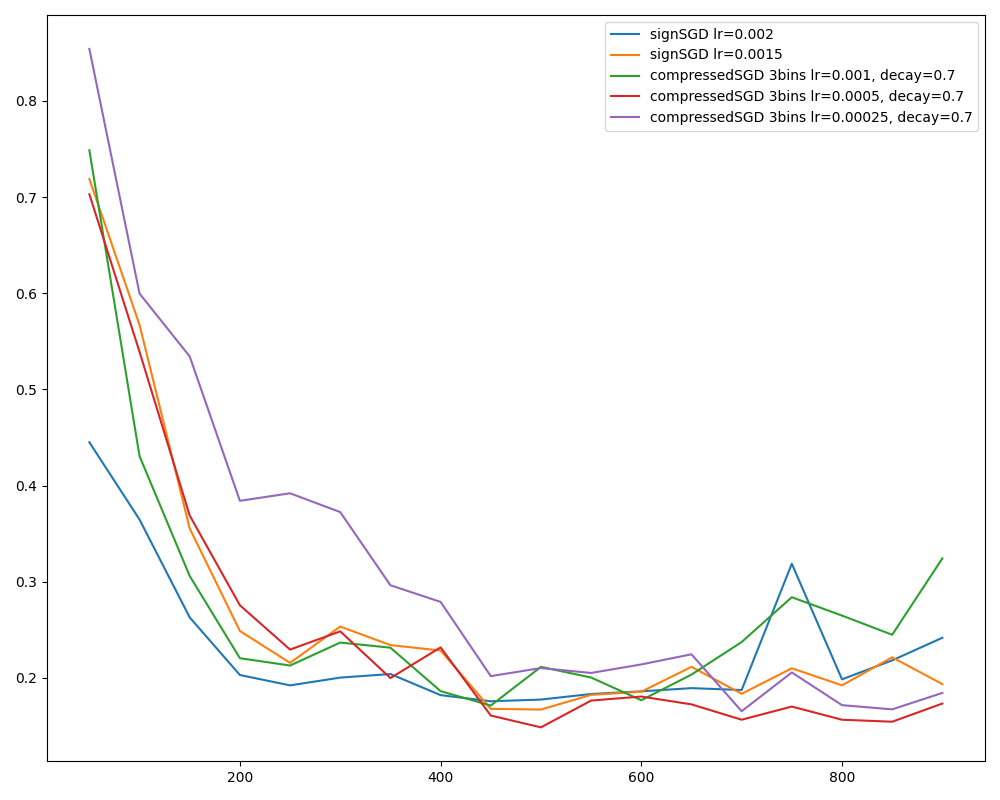 signSGD lr=0.002
signSGD lr=0.0015
compressedSGD 3bins lr=0.001, decay=0.7
compressedSGD 3bins lr=0.0005, decay=0.7
compressedSGD 3bins lr=0.00025, decay=0.7
0.8
0.7
0.6
0.5
0.4
0.3
0.2
200 400 600 800